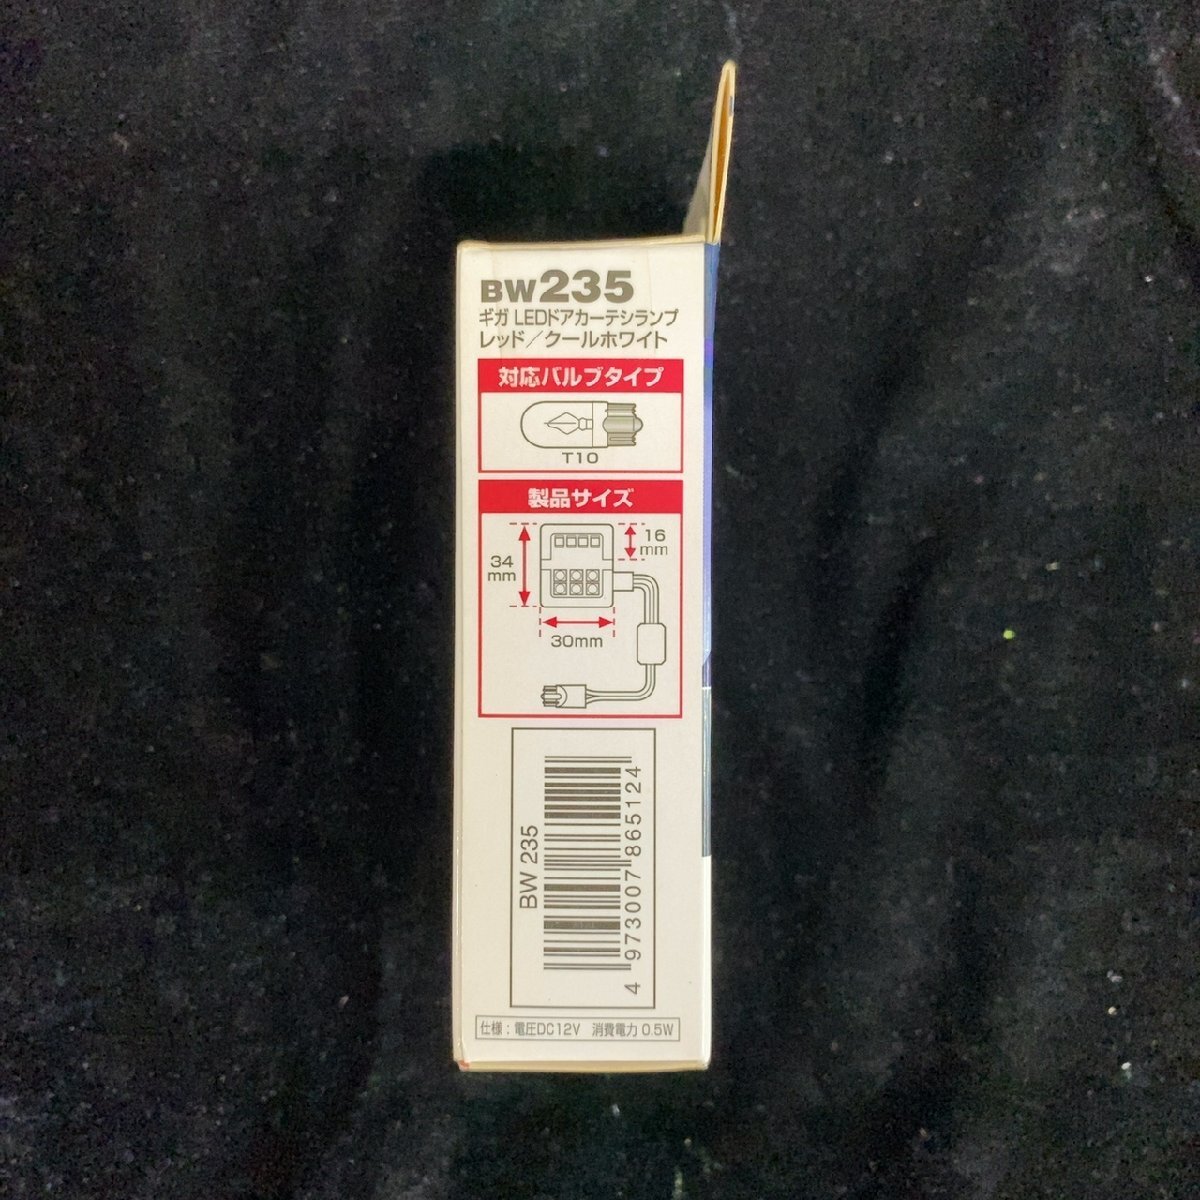 BW235
ギガ LEDドアカーテシランプ
レッド／クールホワイト
対応バルブタイプ
T10
製品サイズ
16
mm
34
mm
30mm
BW 235
4 973007 865124
仕様：電圧DC12V 消費電力 0.5W